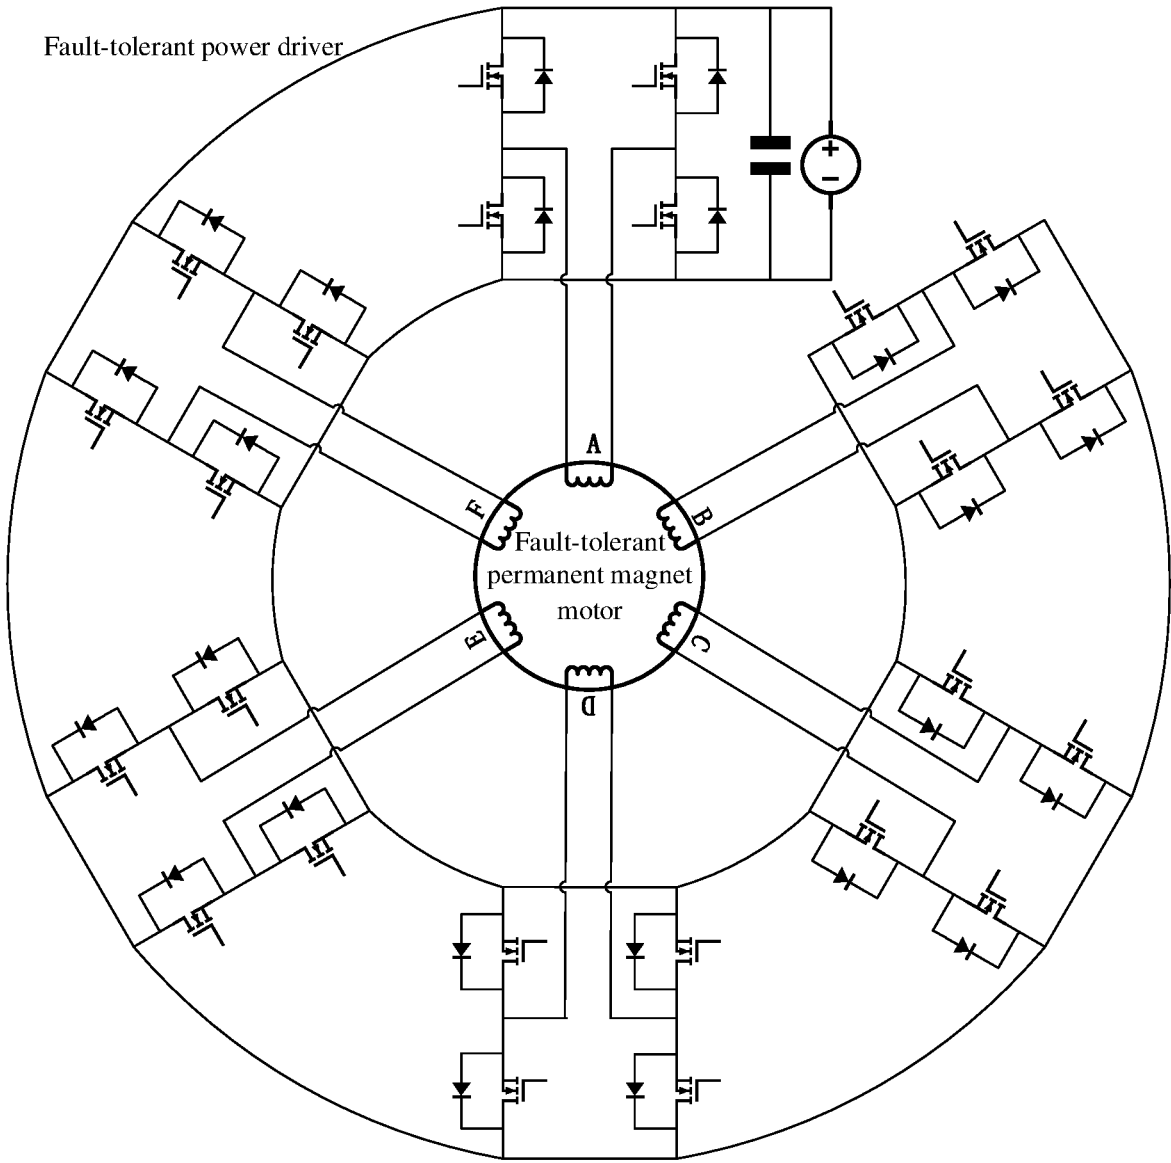 Fault-tolerant power driver
+
−
A
F
B
Fault-tolerant
permanent magnet
motor
E
C
D